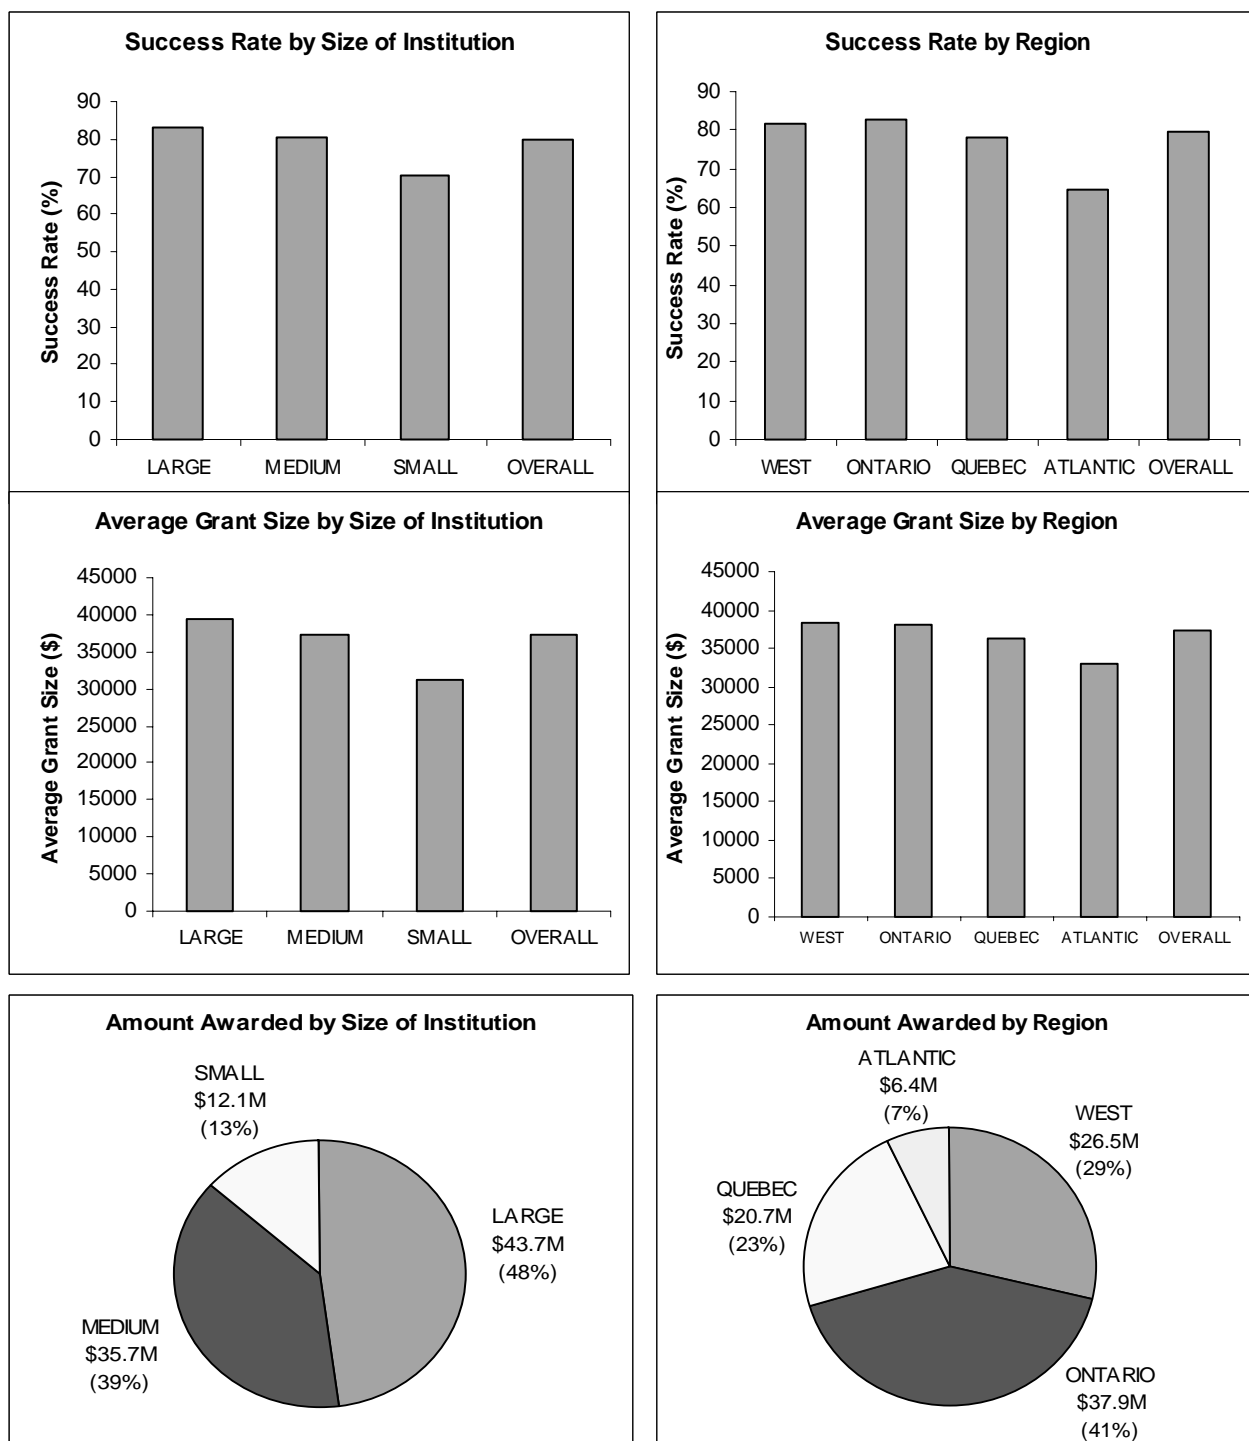 Success Rate by Size of Institution
Success Rate (%)
90
80
70
60
50
40
30
20
10
0
LARGE MEDIUM SMALL OVERALL
Success Rate by Region
Success Rate (%)
90
80
70
60
50
40
30
20
10
0
WEST ONTARIO QUEBEC ATLANTIC OVERALL
Average Grant Size by Size of Institution
Average Grant Size ($)
45000
40000
35000
30000
25000
20000
15000
10000
5000
0
LARGE MEDIUM SMALL OVERALL
Average Grant Size by Region
Average Grant Size ($)
45000
40000
35000
30000
25000
20000
15000
10000
5000
0
WEST ONTARIO QUEBEC ATLANTIC OVERALL
Amount Awarded by Size of Institution
SMALL
$12.1M
(13%)
LARGE
$43.7M
(48%)
MEDIUM
$35.7M
(39%)
Amount Awarded by Region
ATLANTIC
$6.4M
(7%)
WEST
$26.5M
(29%)
QUEBEC
$20.7M
(23%)
ONTARIO
$37.9M
(41%)